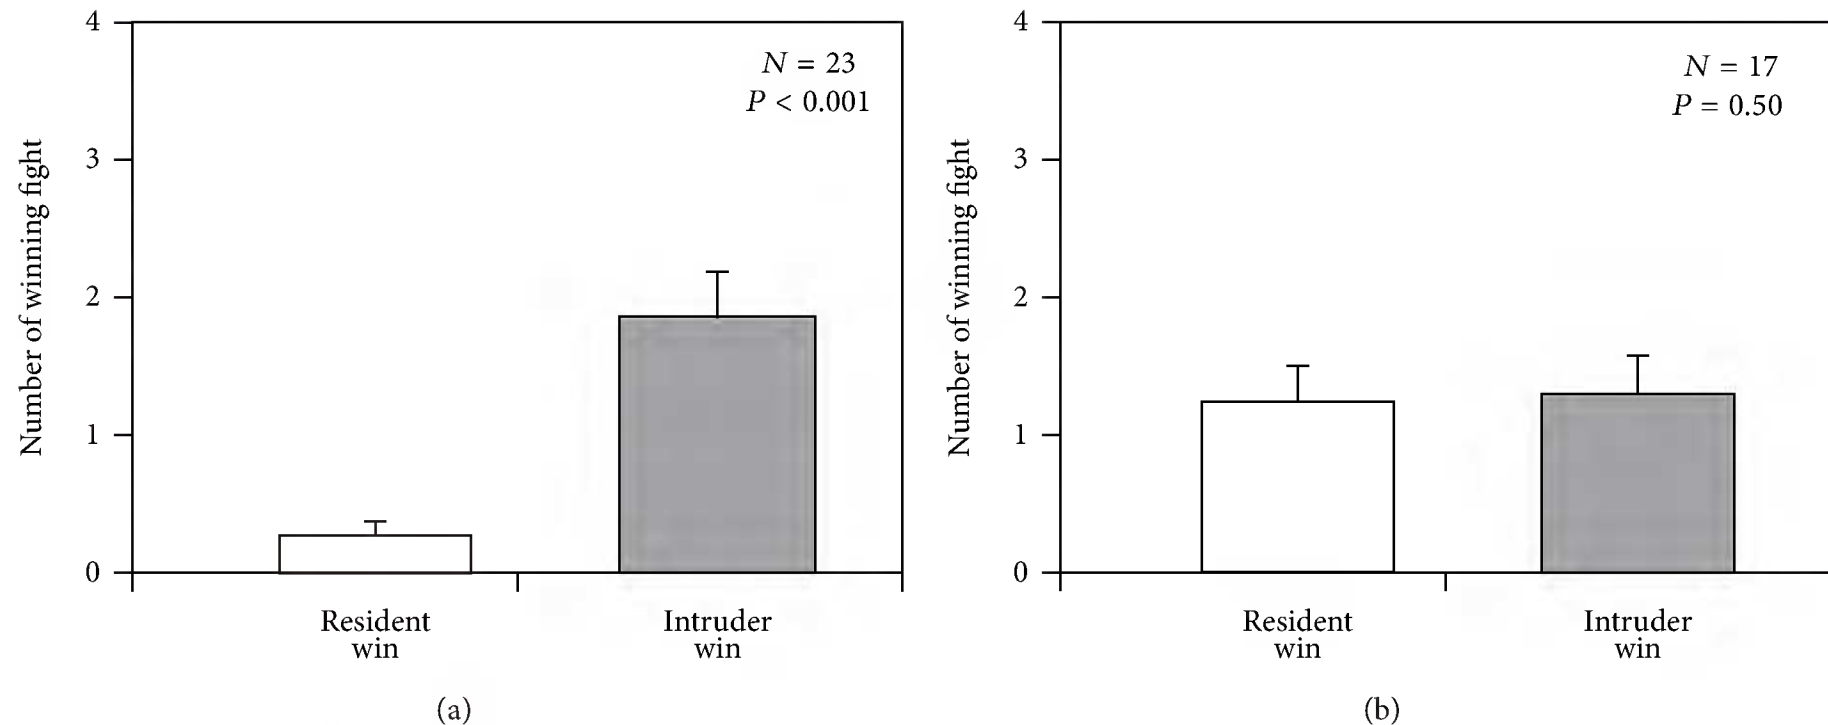 Number of winning fight
4
3
2
1
0
N = 23
P < 0.001
Resident
win
Intruder
win
(a)
Number of winning fight
4
3
2
1
0
N = 17
P = 0.50
Resident
win
Intruder
win
(b)